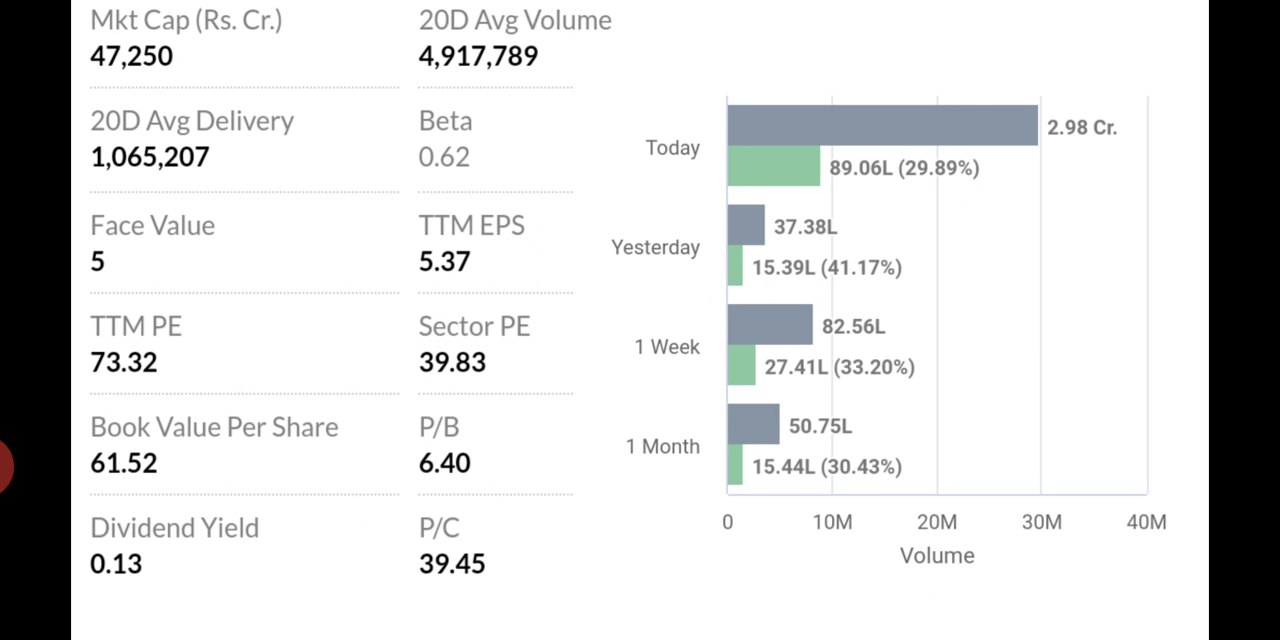 Mkt Cap (Rs. Cr.)
47,250
20D Avg Volume
4,917,789
20D Avg Delivery
1,065,207
Beta
0.62
Face Value
5
TTM EPS
5.37
TTM PE
73.32
Sector PE
39.83
Book Value Per Share
61.52
P/B
6.40
Dividend Yield
0.13
P/C
39.45
Today
2.98 Cr.
89.06L (29.89%)
Yesterday
37.38L
15.39L (41.17%)
1 Week
82.56L
27.41L (33.20%)
1 Month
50.75L
15.44L (30.43%)
0 10M 20M 30M 40M
Volume